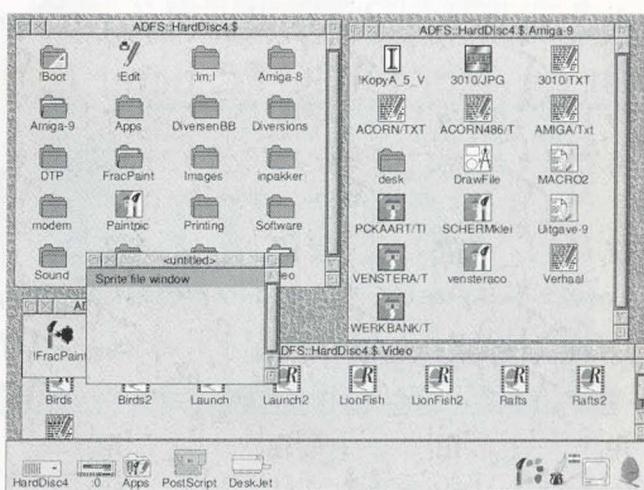 ADFS::HardDisc4.$
!Boot !Edit :Im:I Amiga-8
Amiga-9 Apps DiversenBB Diversions
DTP FracPaint Images inpakker
modem Paintpic Printing Software
Sound
ADFS::HardDisc4.$.Amiga-9
!KopyA_5_V 3010/JPG 3010/TXT
ACORN/TXT ACORN486/T AMIGA/Txt
desk DrawFile MACRO2
PCKAART/TI SCHERMklei Uitgave-9
VENSTERA/T vensteraco Verhaal
WERKBANK/T
<untitled>
Sprite file window
!FracPain
DFS::HardDisc4.$.Video
Birds Birds2 Launch Launch2 LionFish LionFish2 Rafts Rafts2
HardDisc4 :0 Apps PostScript DeskJet